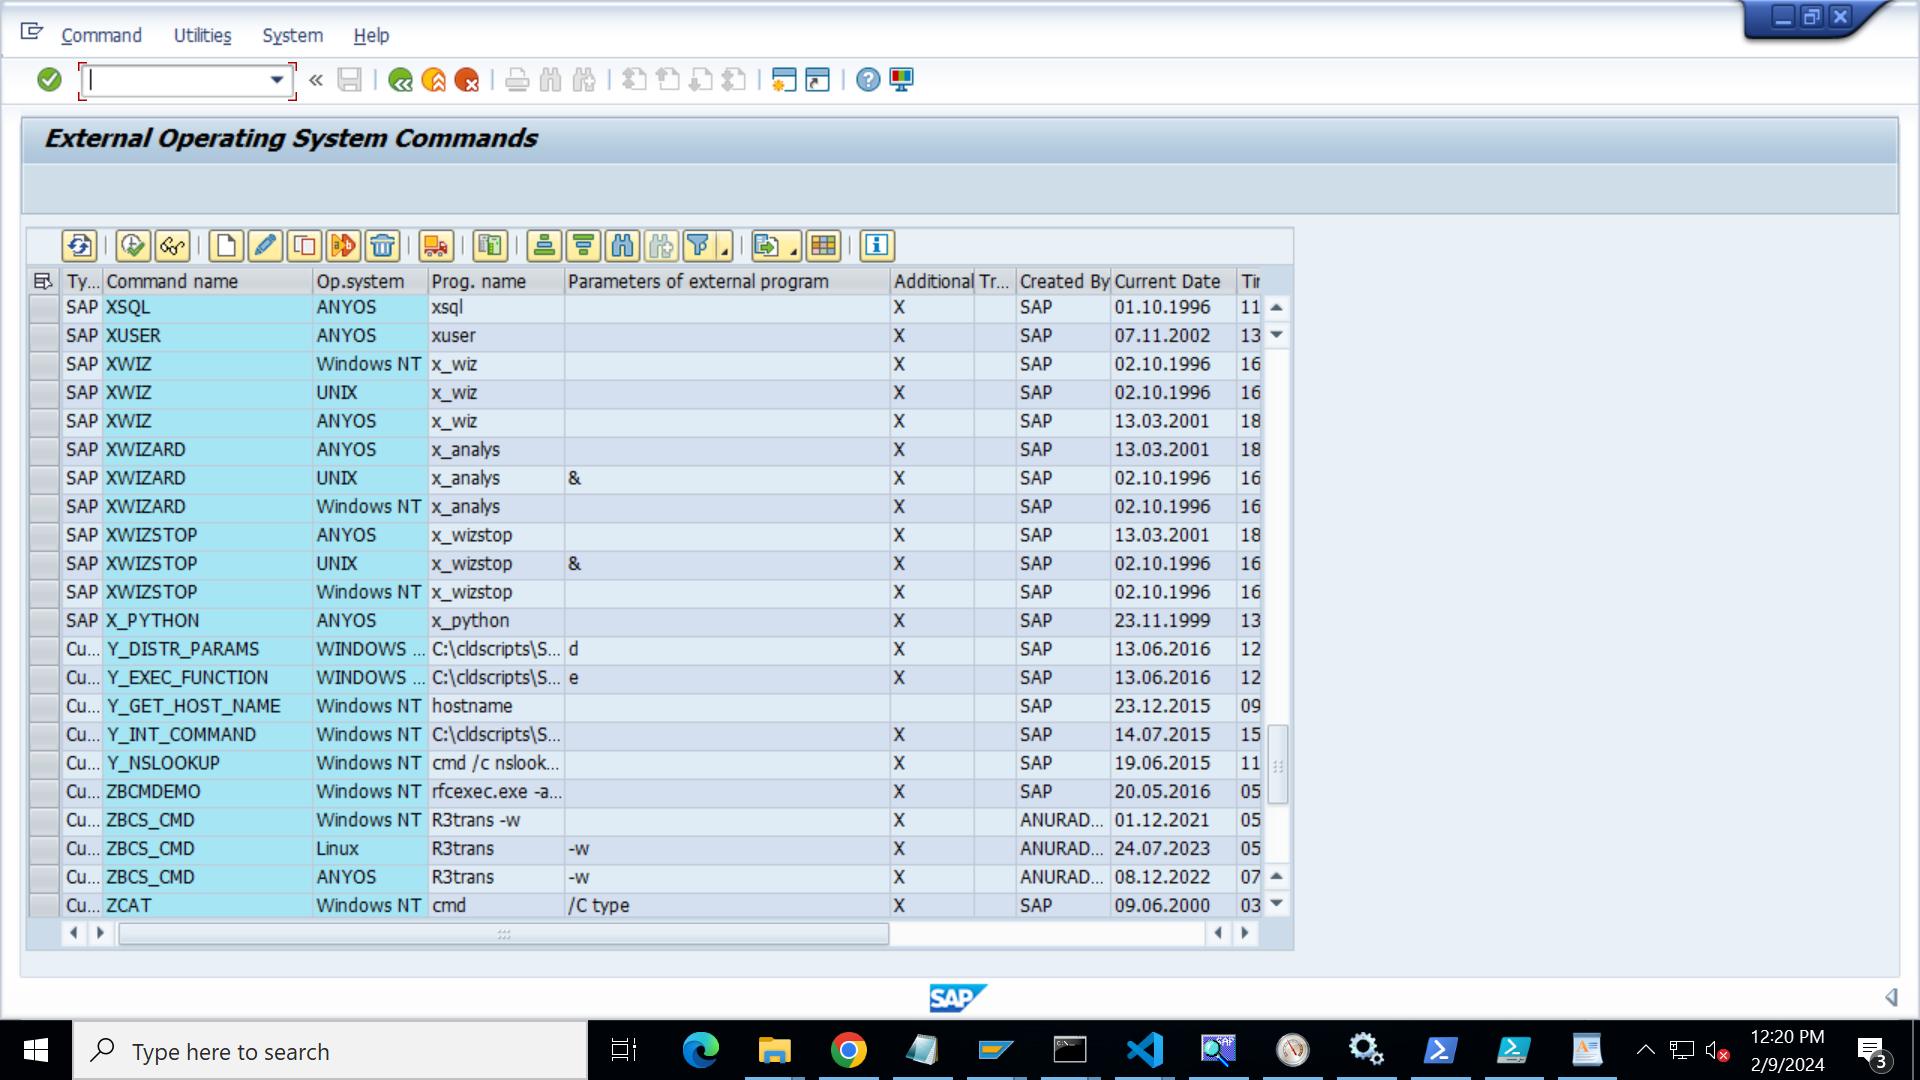 Command Utilities System Help
External Operating System Commands
Ty... Command name Op.system Prog. name Parameters of external program Additional Tr... Created By Current Date Tir
SAP XSQL ANYOS xsql X SAP 01.10.1996 11
SAP XUSER ANYOS xuser X SAP 07.11.2002 13
SAP XWIZ Windows NT x_wiz X SAP 02.10.1996 16
SAP XWIZ UNIX x_wiz X SAP 02.10.1996 16
SAP XWIZ ANYOS x_wiz X SAP 13.03.2001 18
SAP XWIZARD ANYOS x_analys X SAP 13.03.2001 18
SAP XWIZARD UNIX x_analys & X SAP 02.10.1996 16
SAP XWIZARD Windows NT x_analys X SAP 02.10.1996 16
SAP XWIZSTOP ANYOS x_wizstop X SAP 13.03.2001 18
SAP XWIZSTOP UNIX x_wizstop & X SAP 02.10.1996 16
SAP XWIZSTOP Windows NT x_wizstop X SAP 02.10.1996 16
SAP X_PYTHON ANYOS x_python X SAP 23.11.1999 13
Cu... Y_DISTR_PARAMS WINDOWS ... C:\cldscripts\S... d X SAP 13.06.2016 12
Cu... Y_EXEC_FUNCTION WINDOWS ... C:\cldscripts\S... e X SAP 13.06.2016 12
Cu... Y_GET_HOST_NAME Windows NT hostname SAP 23.12.2015 09
Cu... Y_INT_COMMAND Windows NT C:\cldscripts\S... X SAP 14.07.2015 15
Cu... Y_NSLOOKUP Windows NT cmd /c nslook... X SAP 19.06.2015 11
Cu... ZBCMDEMO Windows NT rfcexec.exe -a... X SAP 20.05.2016 05
Cu... ZBCS_CMD Windows NT R3trans -w X ANURAD... 01.12.2021 05
Cu... ZBCS_CMD Linux R3trans -w X ANURAD... 24.07.2023 05
Cu... ZBCS_CMD ANYOS R3trans -w X ANURAD... 08.12.2022 07
Cu... ZCAT Windows NT cmd /C type X SAP 09.06.2000 03
SAP
Type here to search
12:20 PM
2/9/2024
3